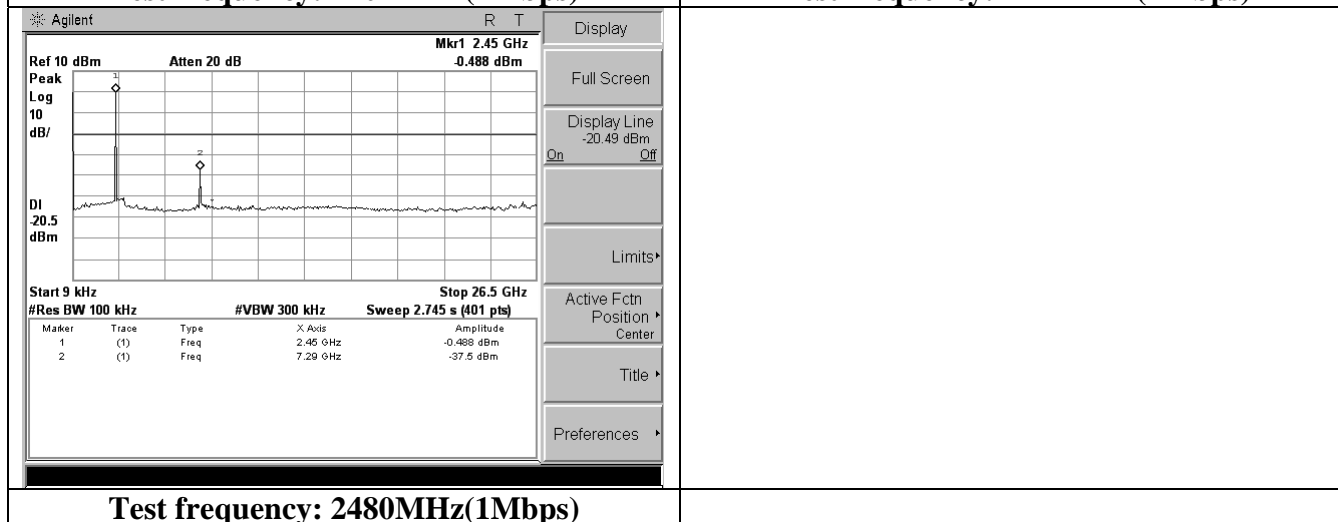 Agilent
R T
Mkr1 2.45 GHz
Ref 10 dBm Atten 20 dB -0.488 dBm
Peak
Log
10
dB/
1
2
DI
-20.5
dBm
Start 9 kHz Stop 26.5 GHz
#Res BW 100 kHz #VBW 300 kHz Sweep 2.745 s (401 pts)
Marker Trace Type X Axis Amplitude
1 (1) Freq 2.45 GHz -0.488 dBm
2 (1) Freq 7.29 GHz -37.5 dBm
Display
Full Screen
Display Line
-20.49 dBm
On Off
Limits
Active Fctn
Position
Center
Title
Preferences
Test frequency: 2480MHz(1Mbps)